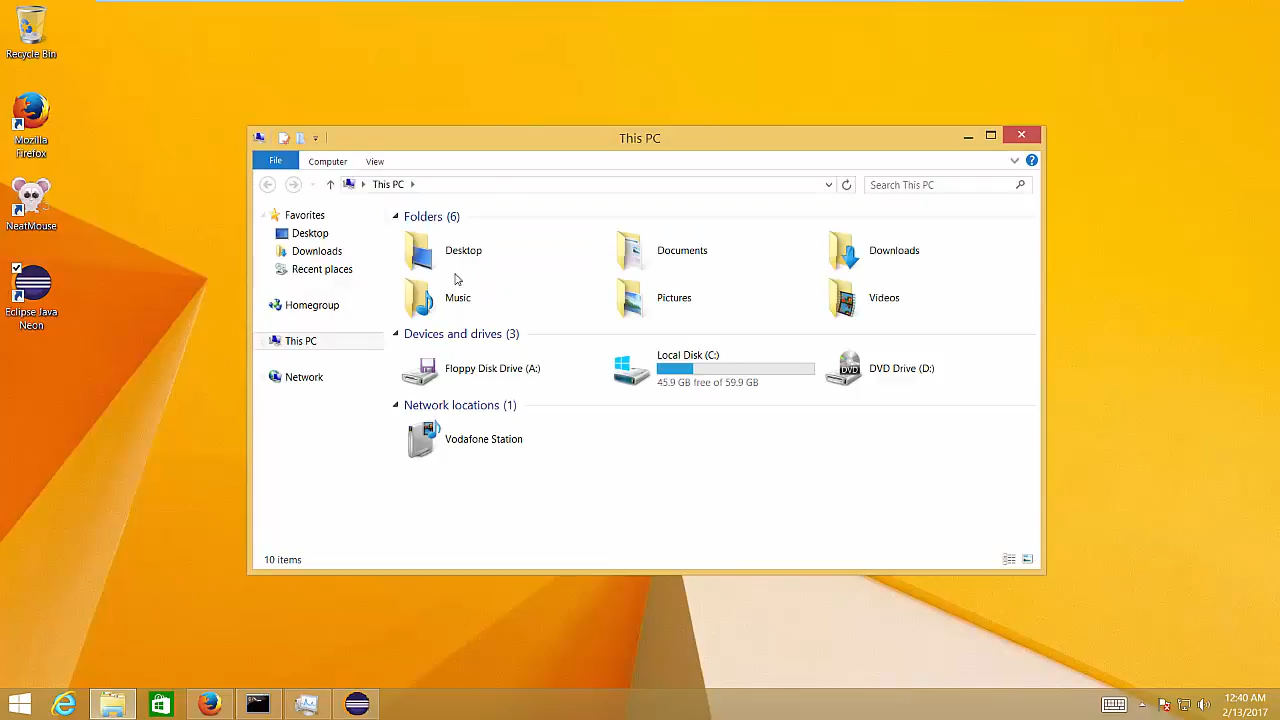 Recycle Bin
Mozilla
Firefox
NeatMouse
Eclipse Java
Neon
This PC
File
Computer
View
This PC
Search This PC
Favorites
Desktop
Downloads
Recent places
Homegroup
This PC
Network
Folders (6)
Desktop
Documents
Downloads
Music
Pictures
Videos
Devices and drives (3)
Floppy Disk Drive (A:)
Local Disk (C:)
45.9 GB free of 59.9 GB
DVD
DVD Drive (D:)
Network locations (1)
Vodafone Station
10 items
12:40 AM
2/13/2017